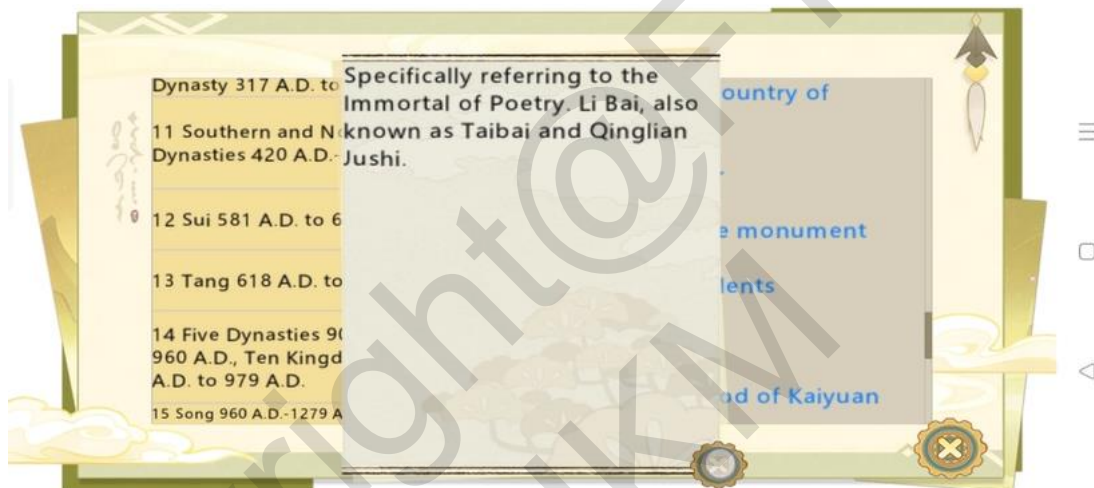 Dynasty 317 A.D. to
11 Southern and N
Dynasties 420 A.D.-
12 Sui 581 A.D. to 6
13 Tang 618 A.D. to
14 Five Dynasties 90
960 A.D., Ten Kingd
A.D. to 979 A.D.
15 Song 960 A.D.-1279 A
Specifically referring to the
Immortal of Poetry. Li Bai, also
known as Taibai and Qinglian
Jushi.
ountry of
e monument
lents
od of Kaiyuan